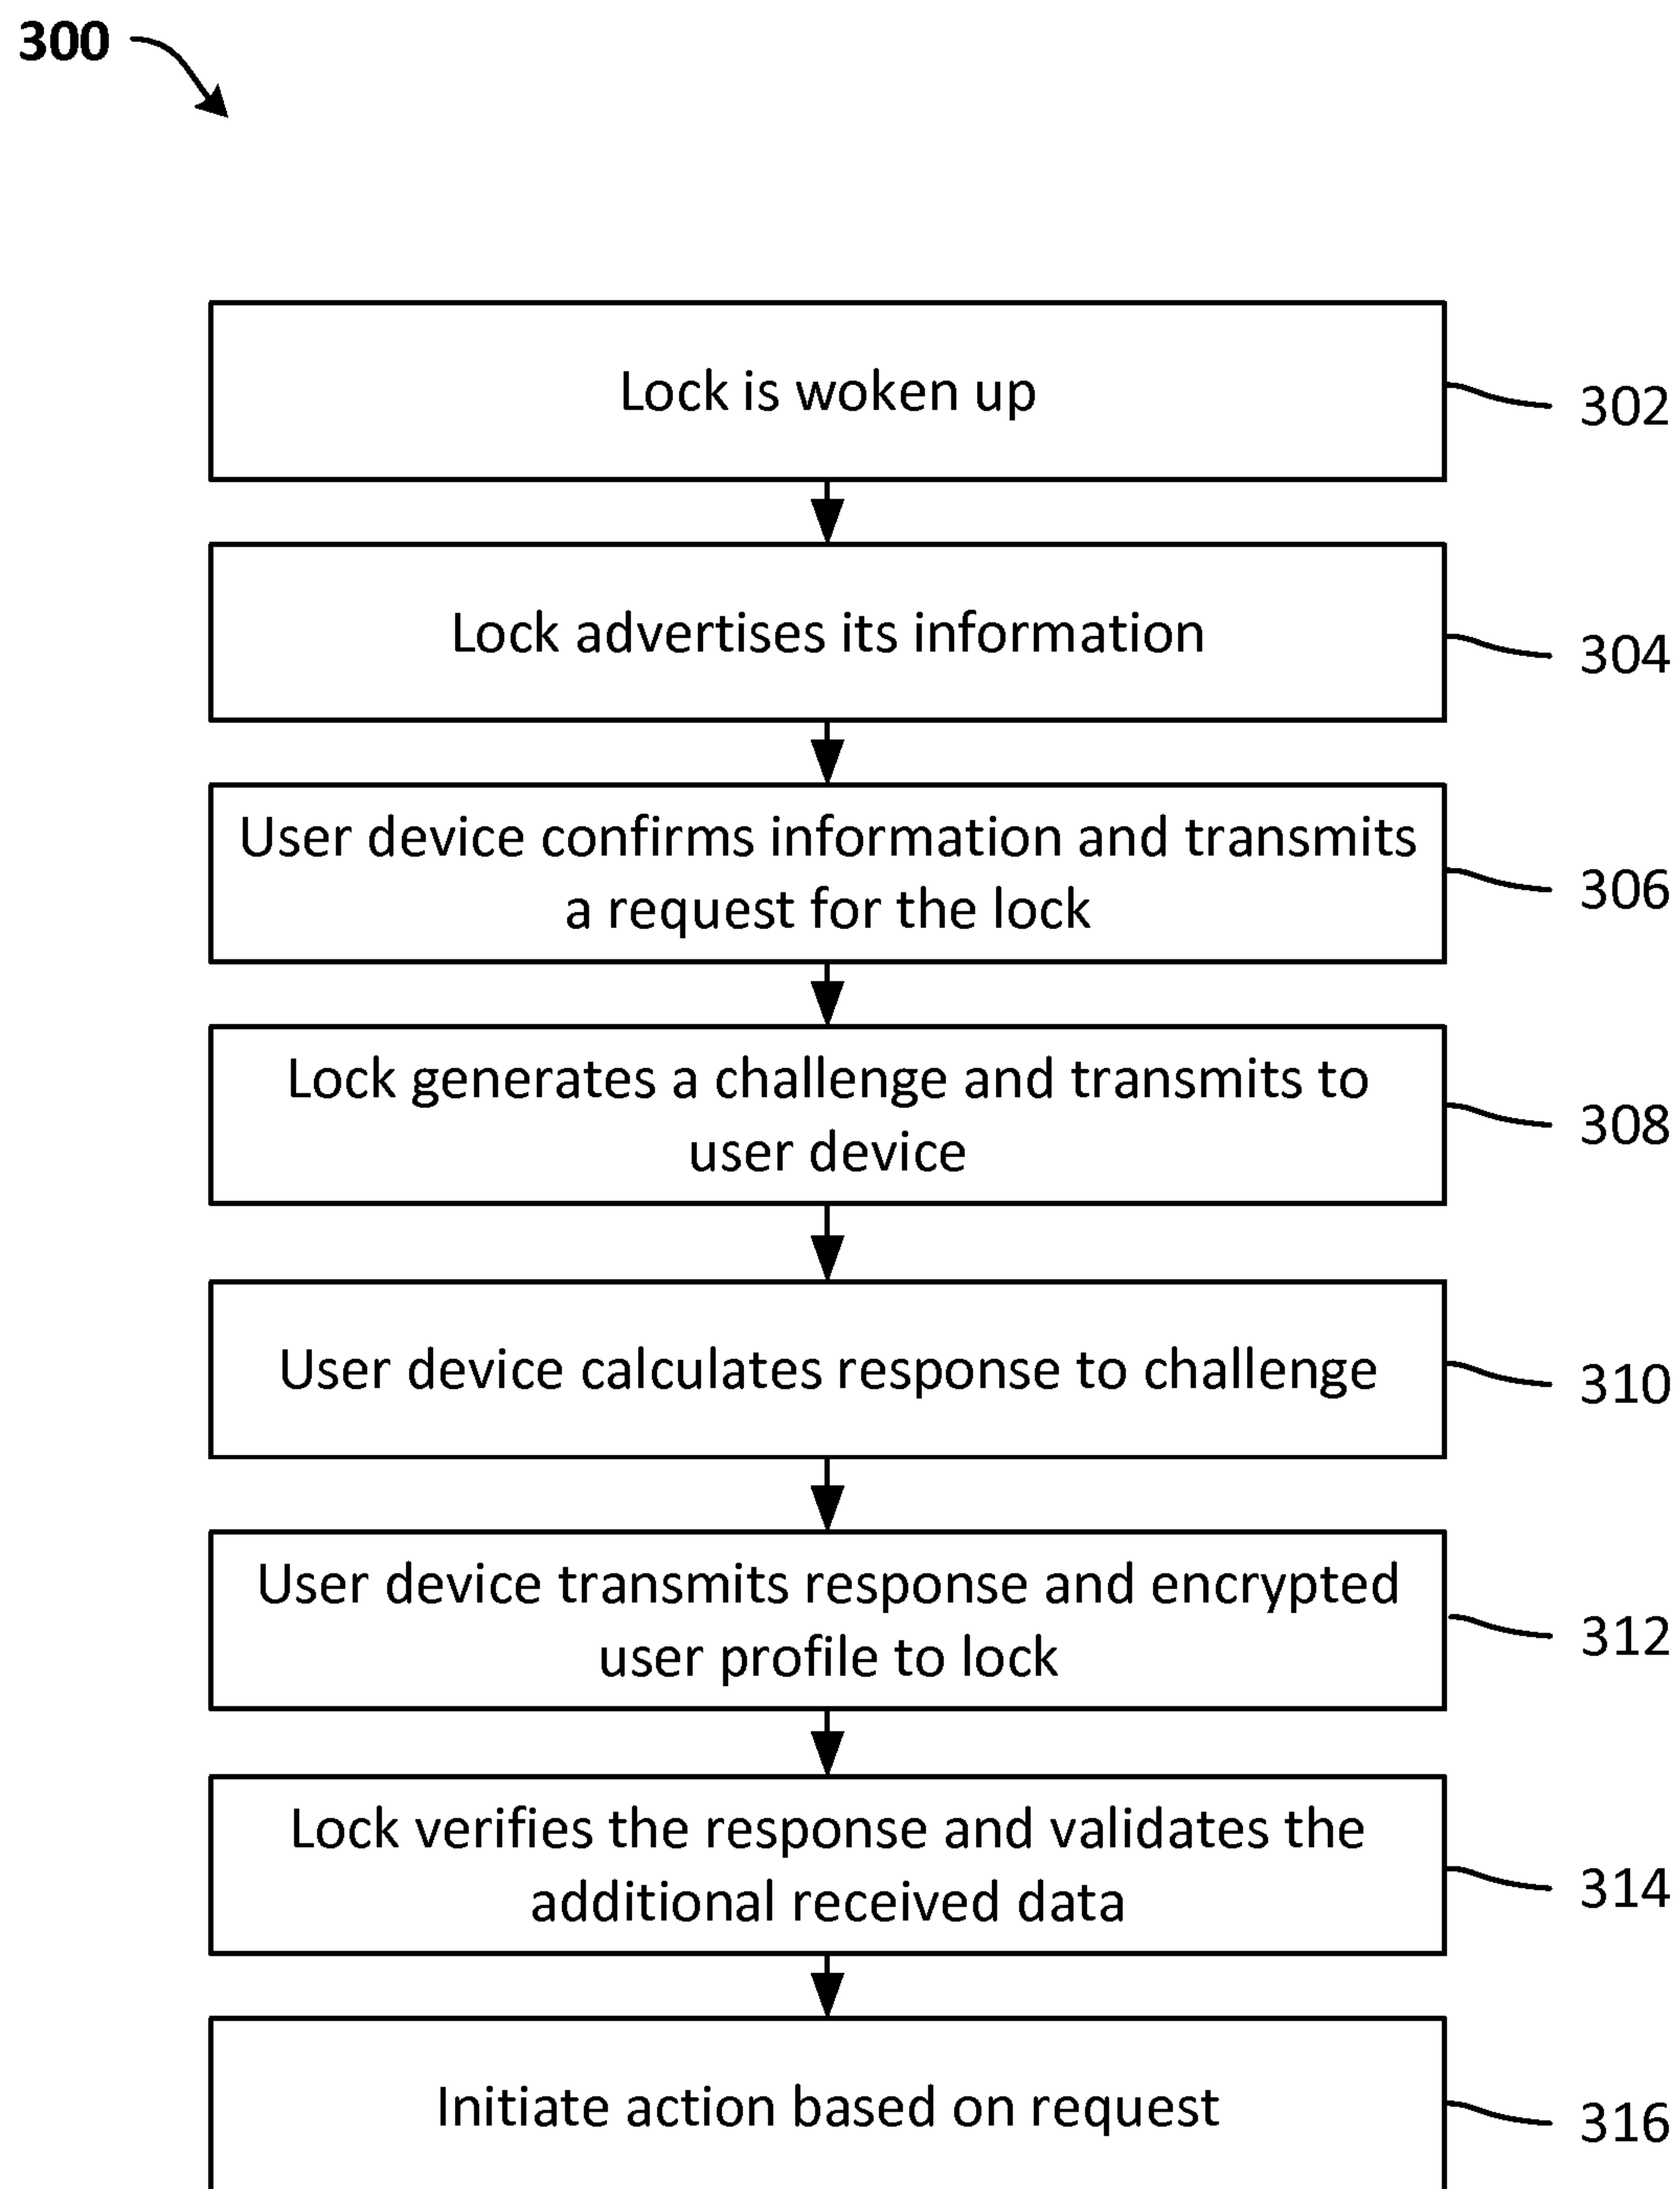 300
Lock is woken up
302
Lock advertises its information
304
User device confirms information and transmits
a request for the lock
306
Lock generates a challenge and transmits to
user device
308
User device calculates response to challenge
310
User device transmits response and encrypted
user profile to lock
312
Lock verifies the response and validates the
additional received data
314
Initiate action based on request
316